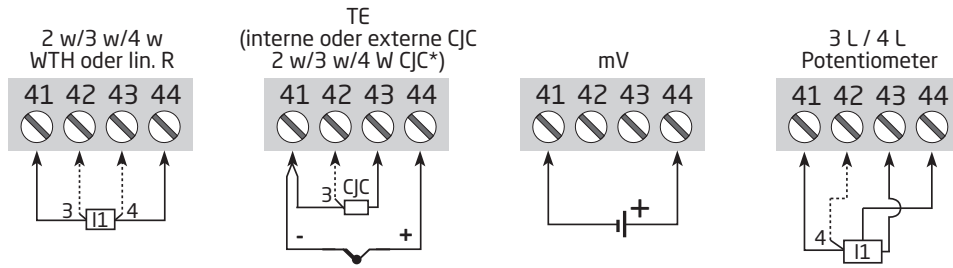 2 w/3 w/4 w
WTH oder lin. R
41 42 43 44
3 I1 4
TE
(interne oder externe CJC
2 w/3 w/4 W CJC*)
41 42 43 44
3 CJC
- +
mV
41 42 43 44
+
3 L / 4 L
Potentiometer
41 42 43 44
4 I1